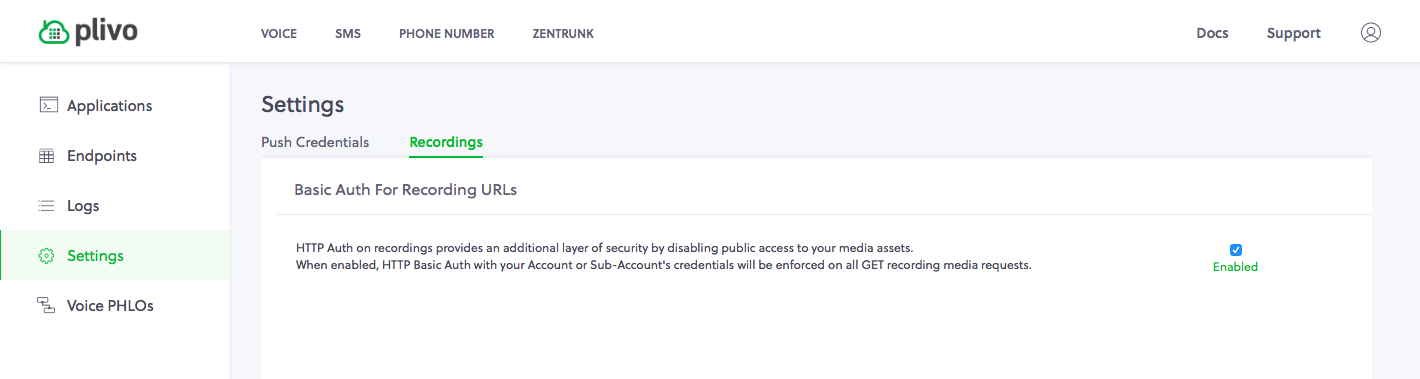 plivo
VOICE SMS PHONE NUMBER ZENTRUNK Docs Support
Applications
Endpoints
Logs
Settings
Voice PHLOs
Settings
Push Credentials Recordings
Basic Auth For Recording URLs
HTTP Auth on recordings provides an additional layer of security by disabling public access to your media assets.
When enabled, HTTP Basic Auth with your Account or Sub-Account's credentials will be enforced on all GET recording media requests.
Enabled